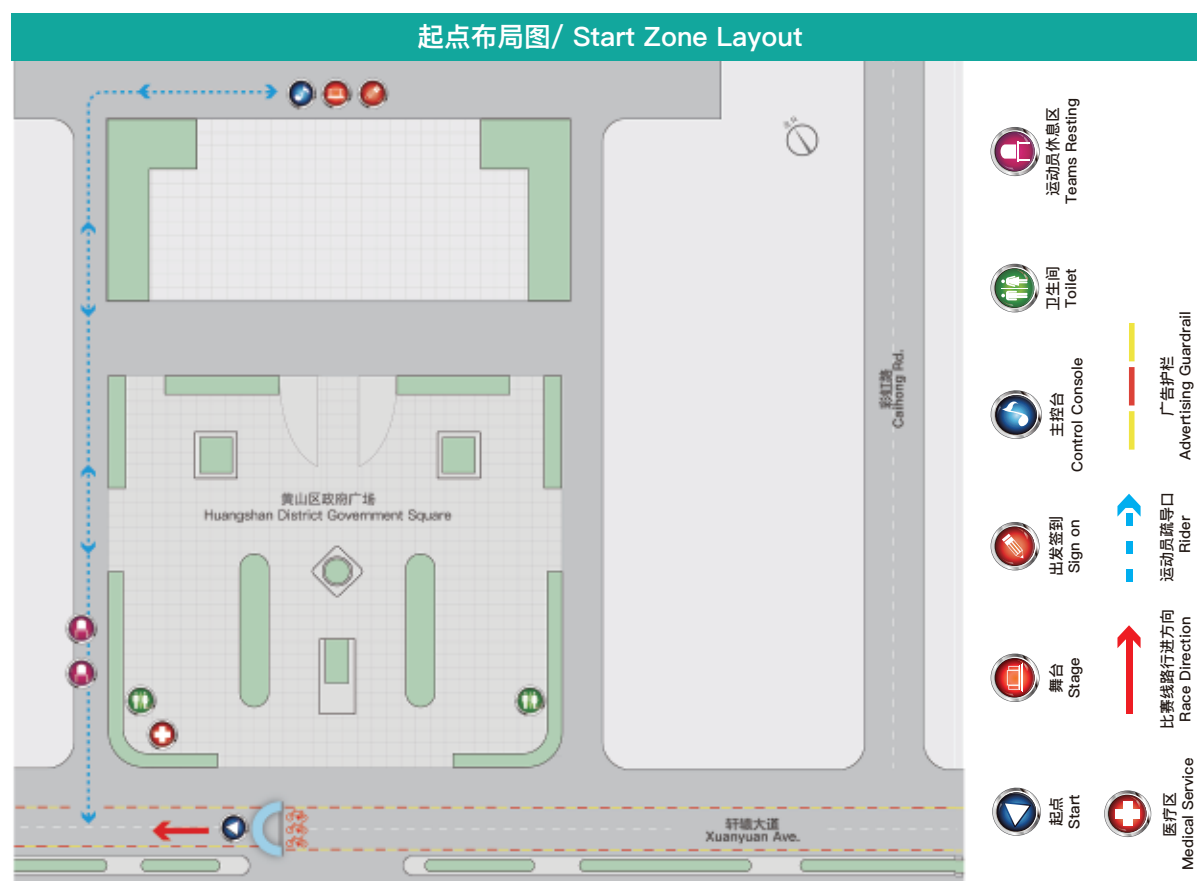 起点布局图/ Start Zone Layout
黄山区政府广场
Huangshan District Government Square
彩虹路
Caihong Rd.
轩辕大道
Xuanyuan Ave.
运动员休息区
Teams Resting
卫生间
Toilet
主控台
Control Console
出发签到
Sign on
舞台
Stage
起点
Start
广告护栏
Advertising Guardrail
运动员疏导口
Rider
比赛线路行进方向
Race Direction
医疗区
Medical Service